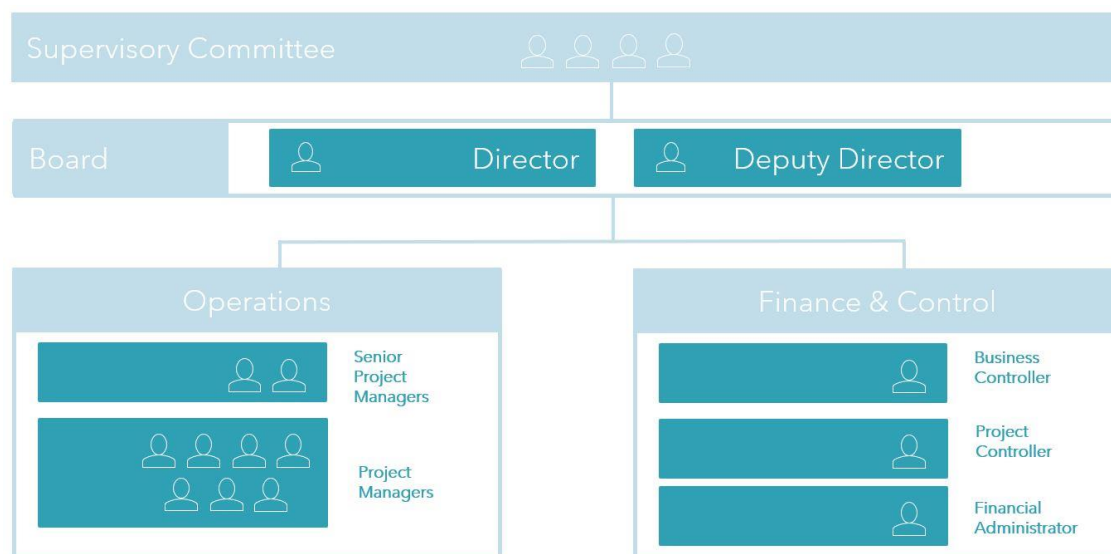 Supervisory Committee
Board
Director
Deputy Director
Operations
Senior
Project
Managers
Project
Managers
Finance & Control
Business
Controller
Project
Controller
Financial
Administrator